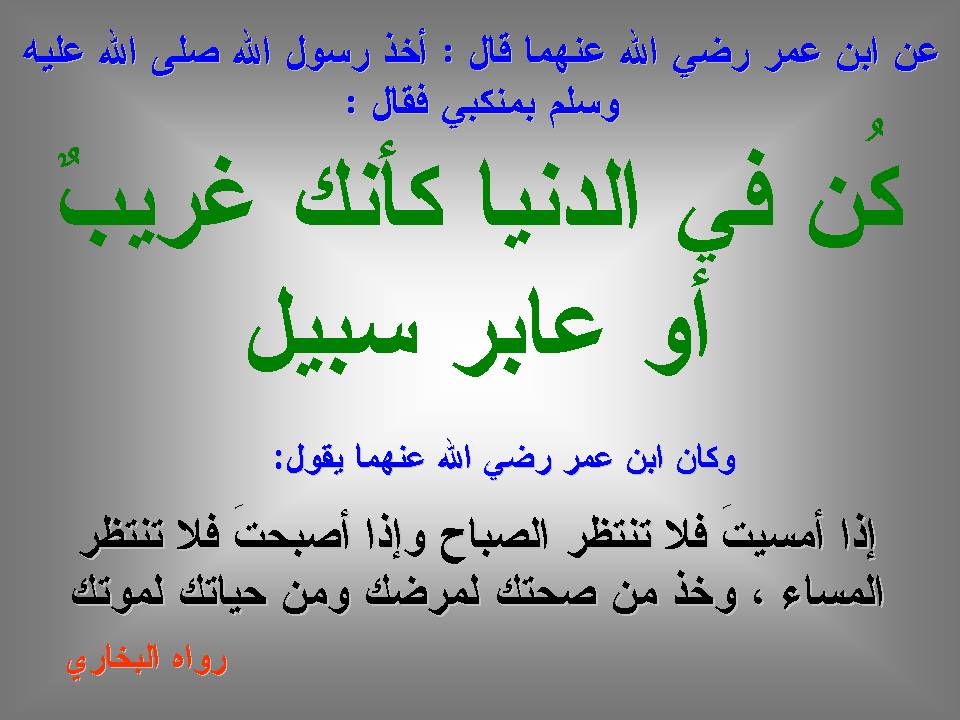 عن ابن عمر رضي الله عنهما قال : أخذ رسول الله صلى الله عليه
وسلم بمنكبي فقال :
كُن في الدنيا كأنك غريبٌ
أو عابر سبيل
وكان ابن عمر رضي الله عنهما يقول:
إذا أمسيتَ فلا تنتظر الصباح وإذا أصبحتَ فلا تنتظر
المساء ، وخذ من صحتك لمرضك ومن حياتك لموتك
رواه البخاري